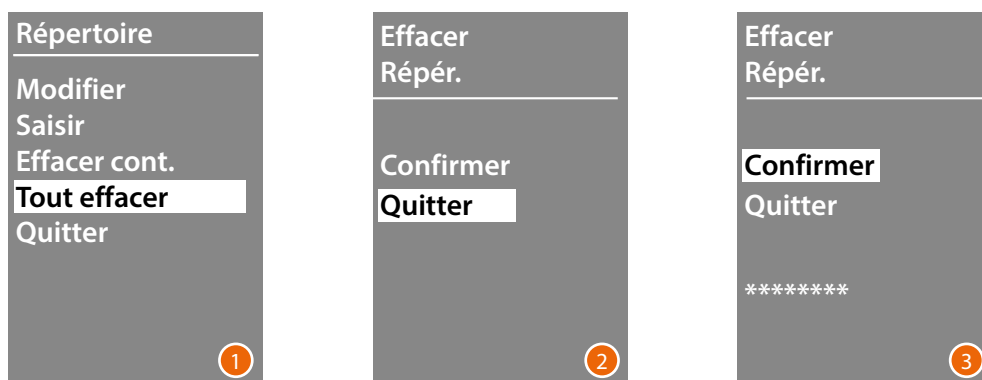 Répertoire
Modifier
Saisir
Effacer cont.
Tout effacer
Quitter
1
Effacer
Répér.
Confirmer
Quitter
2
Effacer
Répér.
Confirmer
Quitter
********
3